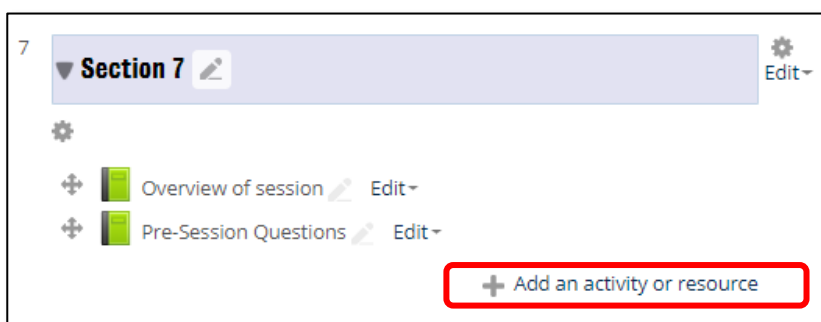 7
Section 7
Edit
Overview of session Edit
Pre-Session Questions Edit
Add an activity or resource